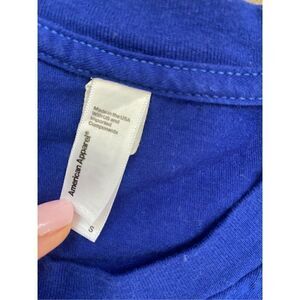 Made in the USA
With US and
Imported
Components
American Apparel®
S